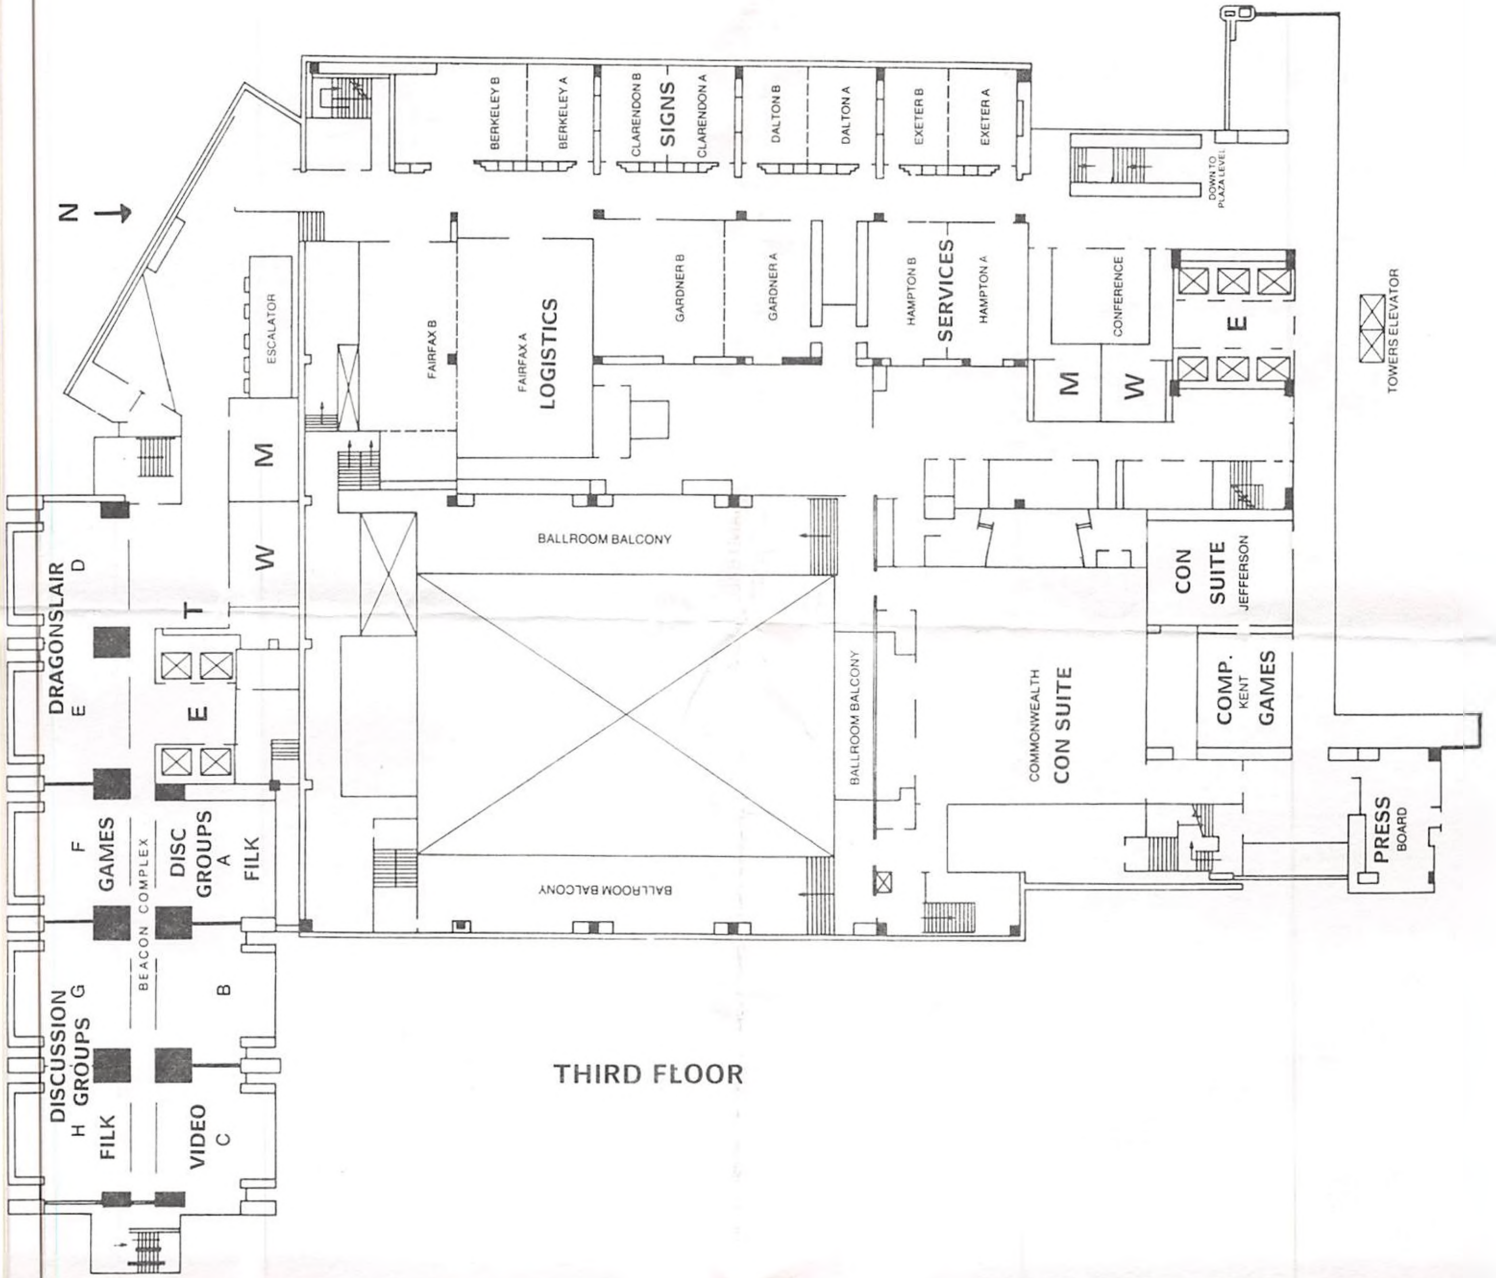 BERKELEY B
BERKELEY A
CLARENDON B
SIGNS
CLARENDON A
DALTON B
DALTON A
EXETER B
EXETER A
DOWN TO
PLAZA LEVEL
N
ESCALATOR
FAIRFAX B
FAIRFAX A
LOGISTICS
GARDNER B
GARDNER A
HAMPTON B
SERVICES
HAMPTON A
CONFERENCE
E
TOWERS ELEVATOR
M
W
M
W
T
E
BALLROOM BALCONY
BALLROOM BALCONY
BALLROOM BALCONY
CON
SUITE
JEFFERSON
COMMONWEALTH
CON SUITE
COMP.
KENT
GAMES
PRESS
BOARD
DRAGONSLAIR
D
E
F
GAMES
BEACON COMPLEX
DISC
GROUPS
A
FILK
DISCUSSION
GROUPS
G
H
FILK
B
VIDEO
C
THIRD FLOOR